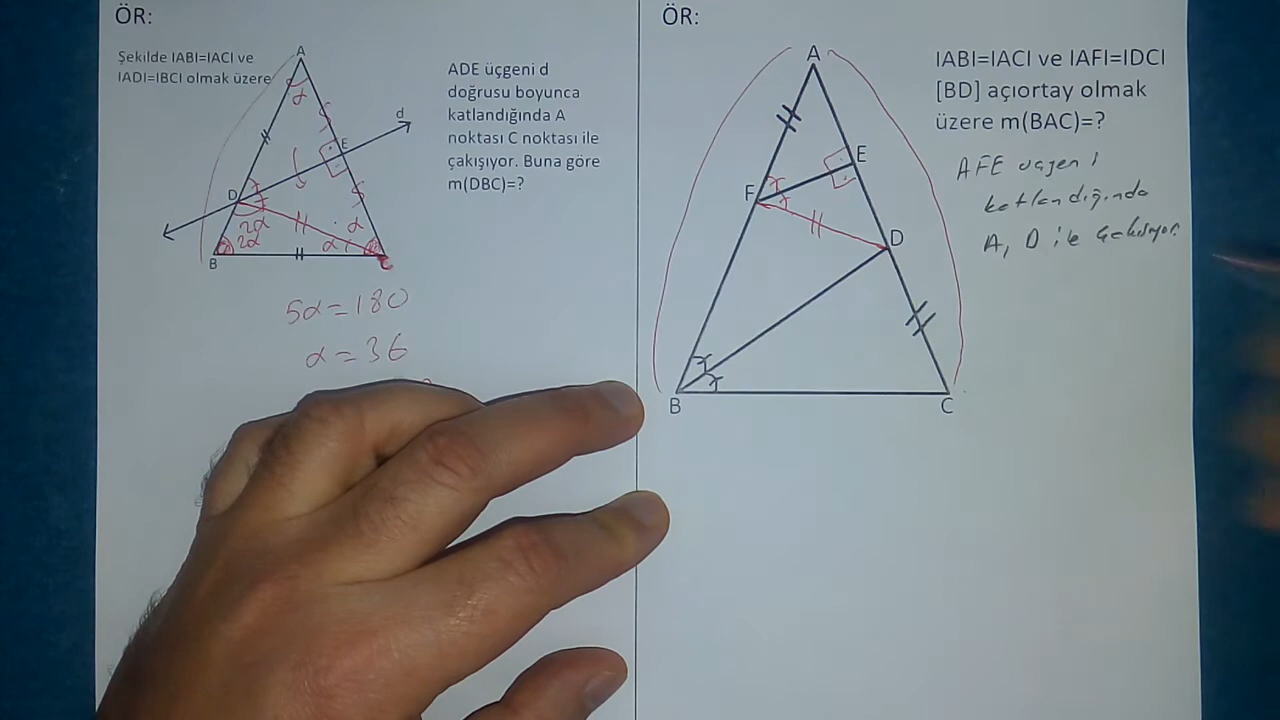 ÖR:
Şekilde IABI=IACI ve
IADI=IBCI olmak üzere
ADE üçgeni d
doğrusu boyunca
katlandığında A
noktası C noktası ile
çakışıyor. Buna göre
m(DBC)=?
A
α
d
E
D
2α
α
2α
α
B
C
5α=180
α=36
ÖR:
IABI=IACI ve IAFI=IDCI
[BD] açıortay olmak
üzere m(BAC)=?
AFE üçgeni
katlandığında
A, D ile çakışıyor.
A
E
F
x
x
D
x
x
B
C